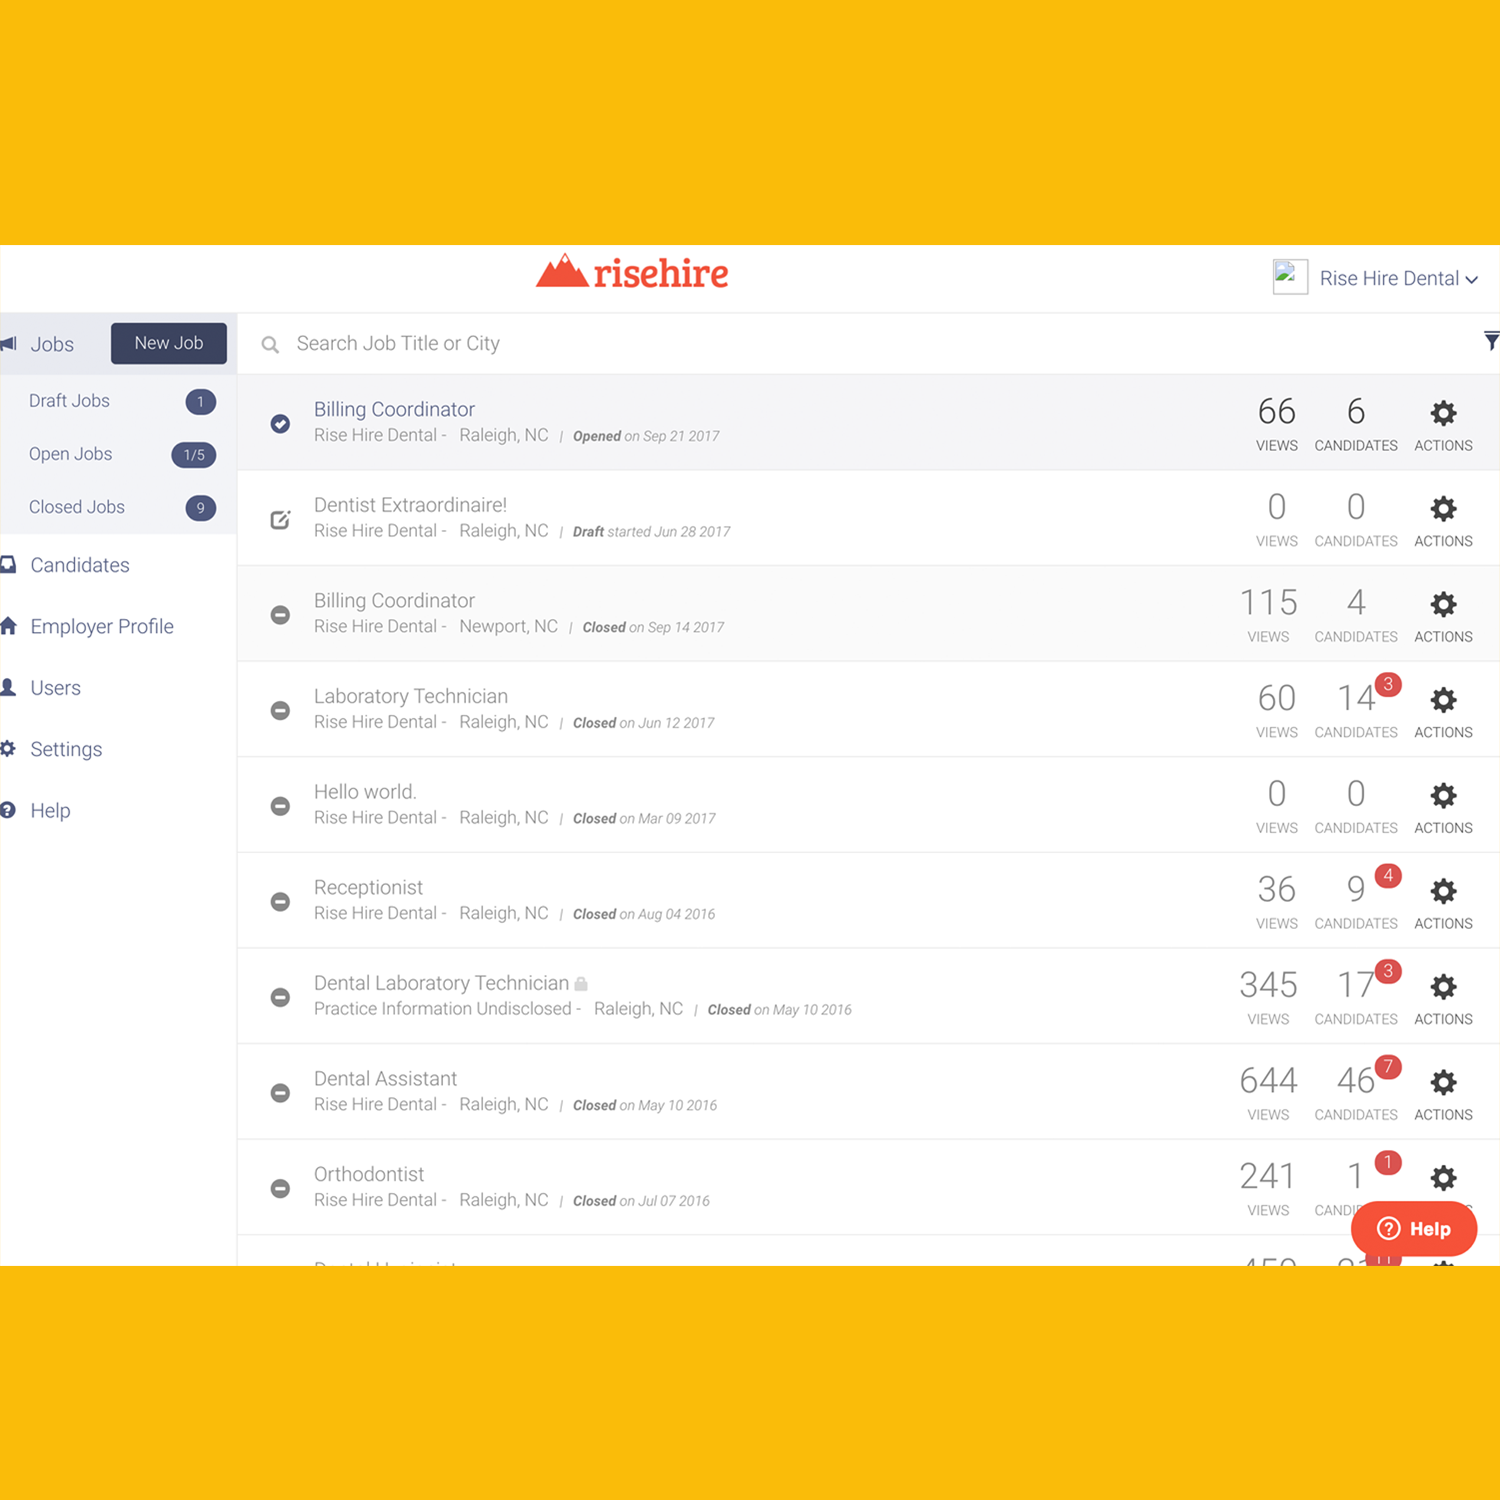 risehire
Rise Hire Dental
Jobs
New Job
Search Job Title or City
Draft Jobs 1
Open Jobs 1/5
Closed Jobs 9
Candidates
Employer Profile
Users
Settings
Help
Billing Coordinator
Rise Hire Dental - Raleigh, NC | Opened on Sep 21 2017
66 6
VIEWS CANDIDATES ACTIONS
Dentist Extraordinaire!
Rise Hire Dental - Raleigh, NC | Draft started Jun 28 2017
0 0
VIEWS CANDIDATES ACTIONS
Billing Coordinator
Rise Hire Dental - Newport, NC | Closed on Sep 14 2017
115 4
VIEWS CANDIDATES ACTIONS
Laboratory Technician
Rise Hire Dental - Raleigh, NC | Closed on Jun 12 2017
60 14 3
VIEWS CANDIDATES ACTIONS
Hello world.
Rise Hire Dental - Raleigh, NC | Closed on Mar 09 2017
0 0
VIEWS CANDIDATES ACTIONS
Receptionist
Rise Hire Dental - Raleigh, NC | Closed on Aug 04 2016
36 9 4
VIEWS CANDIDATES ACTIONS
Dental Laboratory Technician
Practice Information Undisclosed - Raleigh, NC | Closed on May 10 2016
345 17 3
VIEWS CANDIDATES ACTIONS
Dental Assistant
Rise Hire Dental - Raleigh, NC | Closed on May 10 2016
644 46 7
VIEWS CANDIDATES ACTIONS
Orthodontist
Rise Hire Dental - Raleigh, NC | Closed on Jul 07 2016
241 1 1
VIEWS
Help